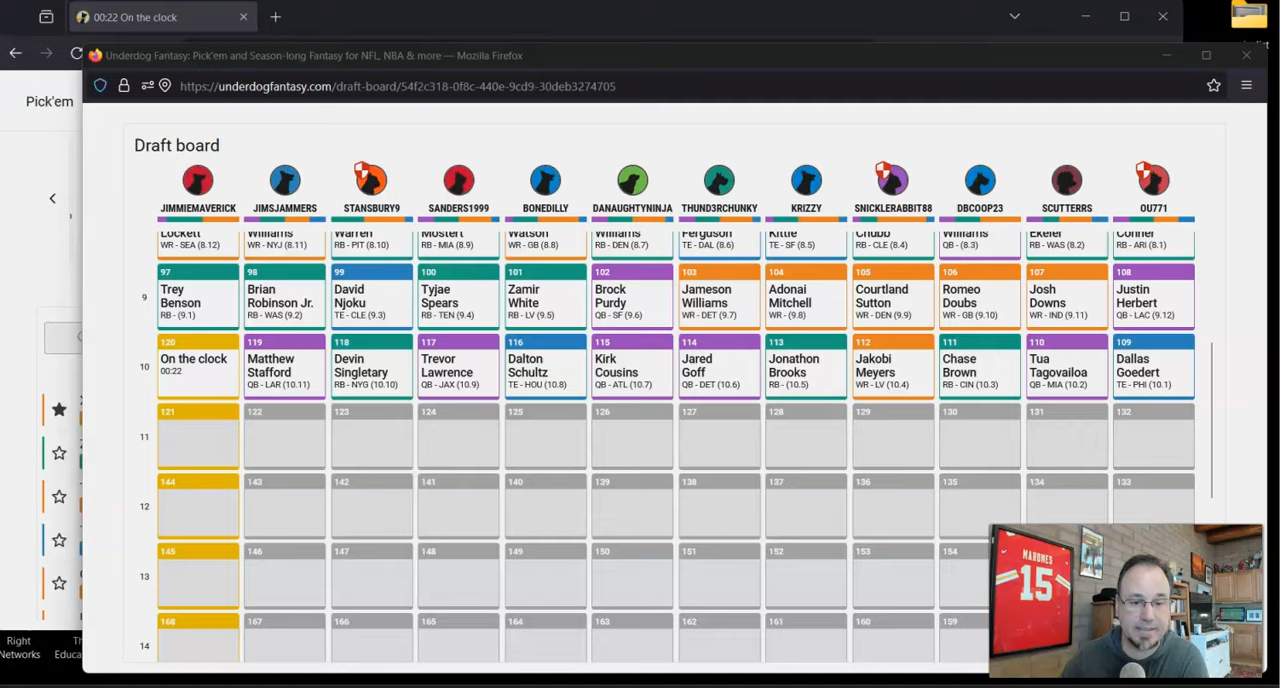 00:22 On the clock
Underdog Fantasy: Pick'em and Season-long Fantasy for NFL, NBA & more — Mozilla Firefox
https://underdogfantasy.com/draft-board/54f2c318-0f8c-440e-9cd9-30deb3274705
Pick'em
Draft board
JIMMIEMAVERICK JIMSJAMMERS STANSBURY9 SANDERS1999 BONEDILLY DANAUGHTYNINJA THUND3RCHUNKY KRIZZY SNICKLERABBIT88 DBCOOP23 SCUTTERRS OU771
Lockett Williams Warren Mostert Watson Williams Ferguson Kittle Chubb Williams Ekeler Conner
WR - SEA (8.12) WR - NYJ (8.11) RB - PIT (8.10) RB - MIA (8.9) WR - GB (8.8) RB - DEN (8.7) TE - DAL (8.6) TE - SF (8.5) RB - CLE (8.4) QB - (8.3) RB - WAS (8.2) RB - ARI (8.1)
97 98 99 100 101 102 103 104 105 106 107 108
9
Trey Brian David Tyjae Zamir Brock Jameson Adonai Courtland Romeo Josh Justin
Benson Robinson Jr. Njoku Spears White Purdy Williams Mitchell Sutton Doubs Downs Herbert
RB - (9.1) RB - WAS (9.2) TE - CLE (9.3) RB - TEN (9.4) RB - LV (9.5) QB - SF (9.6) WR - DET (9.7) WR - (9.8) WR - DEN (9.9) WR - GB (9.10) WR - IND (9.11) QB - LAC (9.12)
120 119 118 117 116 115 114 113 112 111 110 109
10
On the clock Matthew Devin Trevor Dalton Kirk Jared Jonathon Jakobi Chase Tua Dallas
00:22 Stafford Singletary Lawrence Schultz Cousins Goff Brooks Meyers Brown Tagovailoa Goedert
QB - LAR (10.11) RB - NYG (10.10) QB - JAX (10.9) TE - HOU (10.8) QB - ATL (10.7) QB - DET (10.6) RB - (10.5) WR - LV (10.4) RB - CIN (10.3) QB - MIA (10.2) TE - PHI (10.1)
121 122 123 124 125 126 127 128 129 130 131 132
11
144 143 142 141 140 139 138 137 136 135 134 133
12
145 146 147 148 149 150 151 152 153 154
13
168 167 166 165 164 163 162 161 160 159
14
MAHOMES
15
Right
Networks
Educa